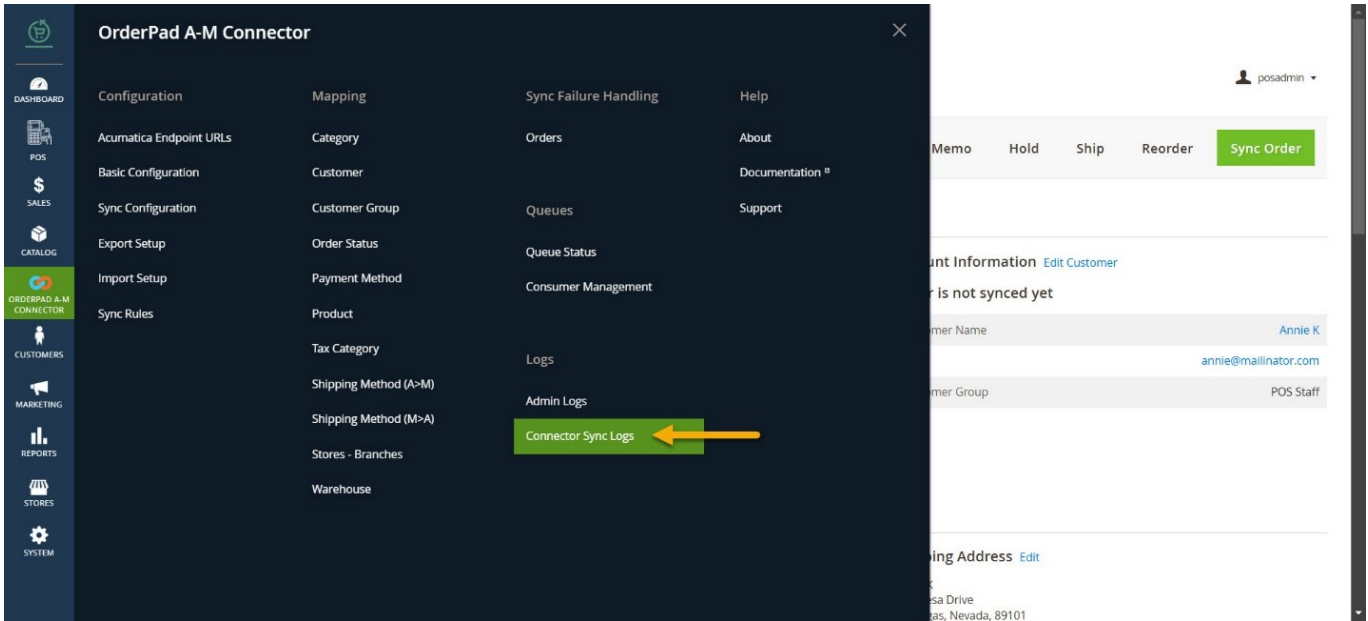 OrderPad A-M Connector
DASHBOARD
POS
SALES
CATALOG
ORDERPAD A-M
CONNECTOR
CUSTOMERS
MARKETING
REPORTS
STORES
SYSTEM
Configuration
Acumatica Endpoint URLs
Basic Configuration
Sync Configuration
Export Setup
Import Setup
Sync Rules
Mapping
Category
Customer
Customer Group
Order Status
Payment Method
Product
Tax Category
Shipping Method (A>M)
Shipping Method (M>A)
Stores - Branches
Warehouse
Sync Failure Handling
Orders
Queues
Queue Status
Consumer Management
Logs
Admin Logs
Connector Sync Logs
Help
About
Documentation
Support
posadmin
Memo Hold Ship Reorder Sync Order
unt Information Edit Customer
r is not synced yet
omer Name Annie K
annie@mailinator.com
omer Group POS Staff
ing Address Edit
esa Drive
gas, Nevada, 89101